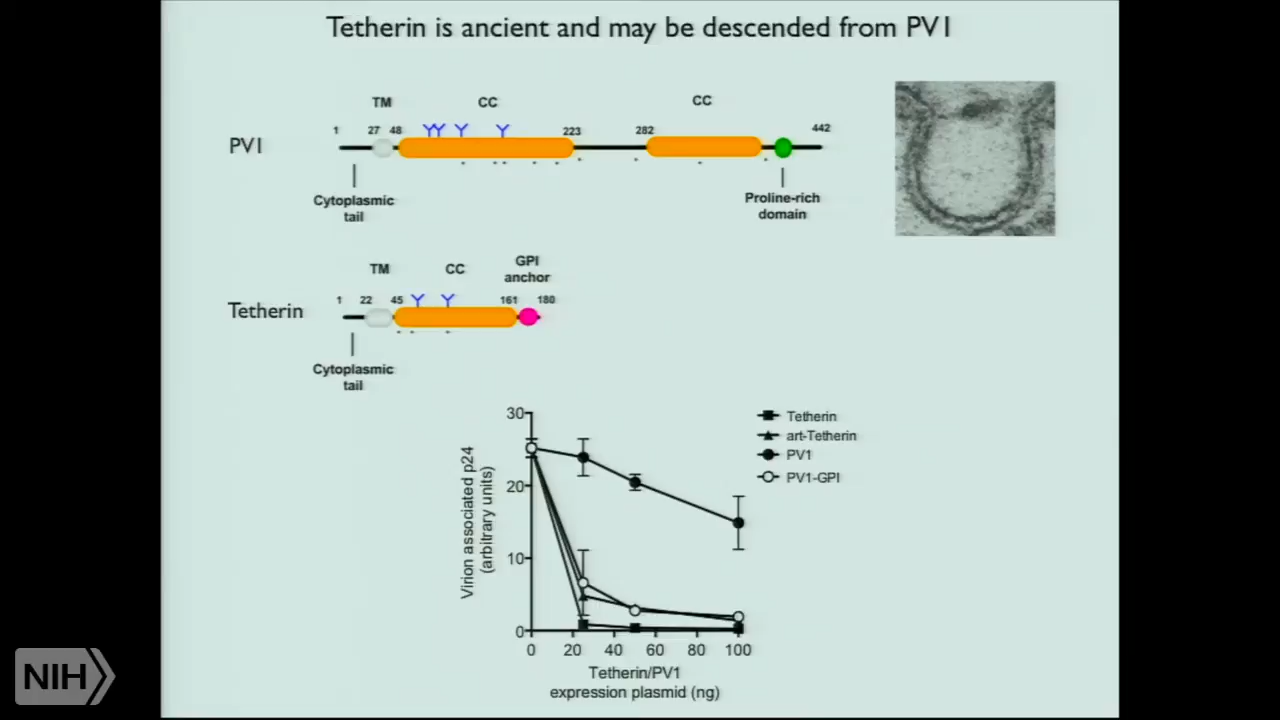 Tetherin is ancient and may be descended from PV1
TM CC CC
1 27 48 223 282 442
PV1
Cytoplasmic
tail
Proline-rich
domain
TM CC GPI
anchor
1 22 45 161 180
Tetherin
Cytoplasmic
tail
30
20
10
0
Virion associated p24
(arbitrary units)
Tetherin
art-Tetherin
PV1
PV1-GPI
0 20 40 60 80 100
Tetherin/PV1
expression plasmid (ng)
NIH